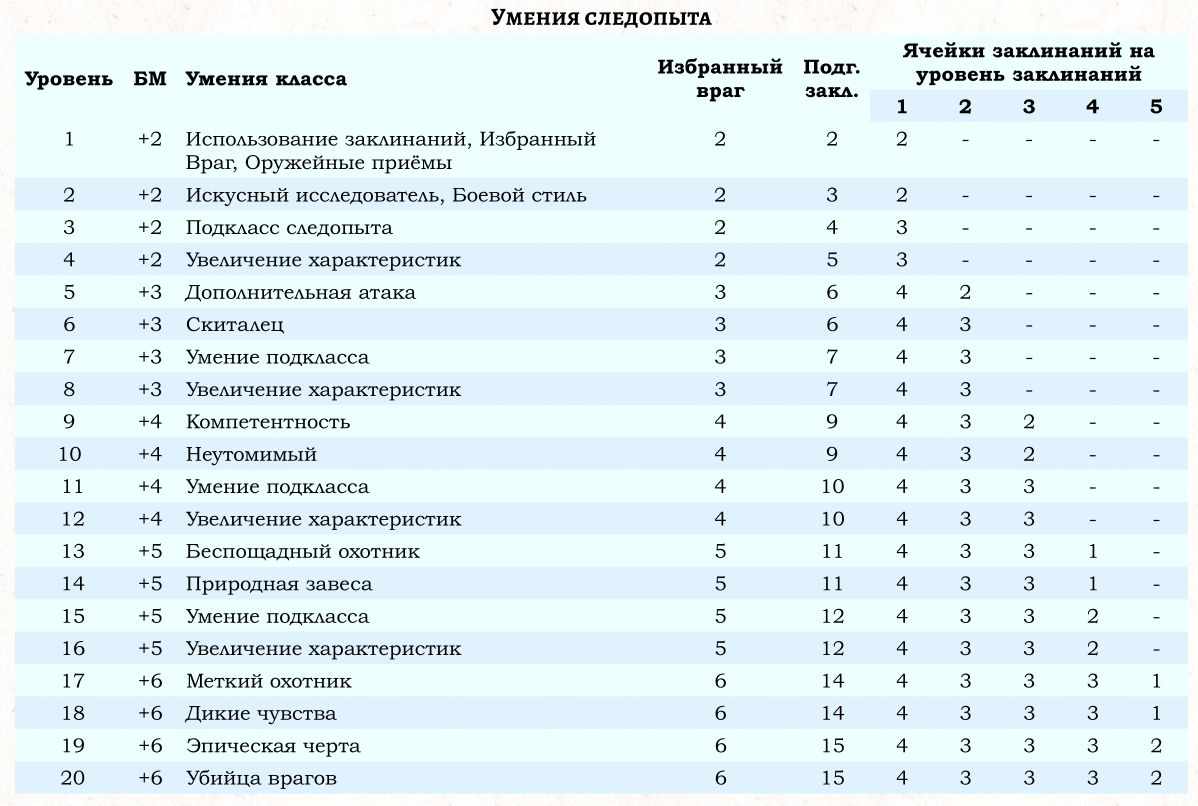 Умения следопыта
Ячейки заклинаний на
Уровень БМ Умения класса Избранный враг Подг. закл. уровень заклинаний
1 2 3 4 5
1 +2 Использование заклинаний, Избранный 2 2 2 - - - -
Враг, Оружейные приёмы
2 +2 Искусный исследователь, Боевой стиль 2 3 2 - - - -
3 +2 Подкласс следопыта 2 4 3 - - - -
4 +2 Увеличение характеристик 2 5 3 - - - -
5 +3 Дополнительная атака 3 6 4 2 - - -
6 +3 Скиталец 3 6 4 3 - - -
7 +3 Умение подкласса 3 7 4 3 - - -
8 +3 Увеличение характеристик 3 7 4 3 - - -
9 +4 Компетентность 4 9 4 3 2 - -
10 +4 Неутомимый 4 9 4 3 2 - -
11 +4 Умение подкласса 4 10 4 3 3 - -
12 +4 Увеличение характеристик 4 10 4 3 3 - -
13 +5 Беспощадный охотник 5 11 4 3 3 1 -
14 +5 Природная завеса 5 11 4 3 3 1 -
15 +5 Умение подкласса 5 12 4 3 3 2 -
16 +5 Увеличение характеристик 5 12 4 3 3 2 -
17 +6 Меткий охотник 6 14 4 3 3 3 1
18 +6 Дикие чувства 6 14 4 3 3 3 1
19 +6 Эпическая черта 6 15 4 3 3 3 2
20 +6 Убийца врагов 6 15 4 3 3 3 2